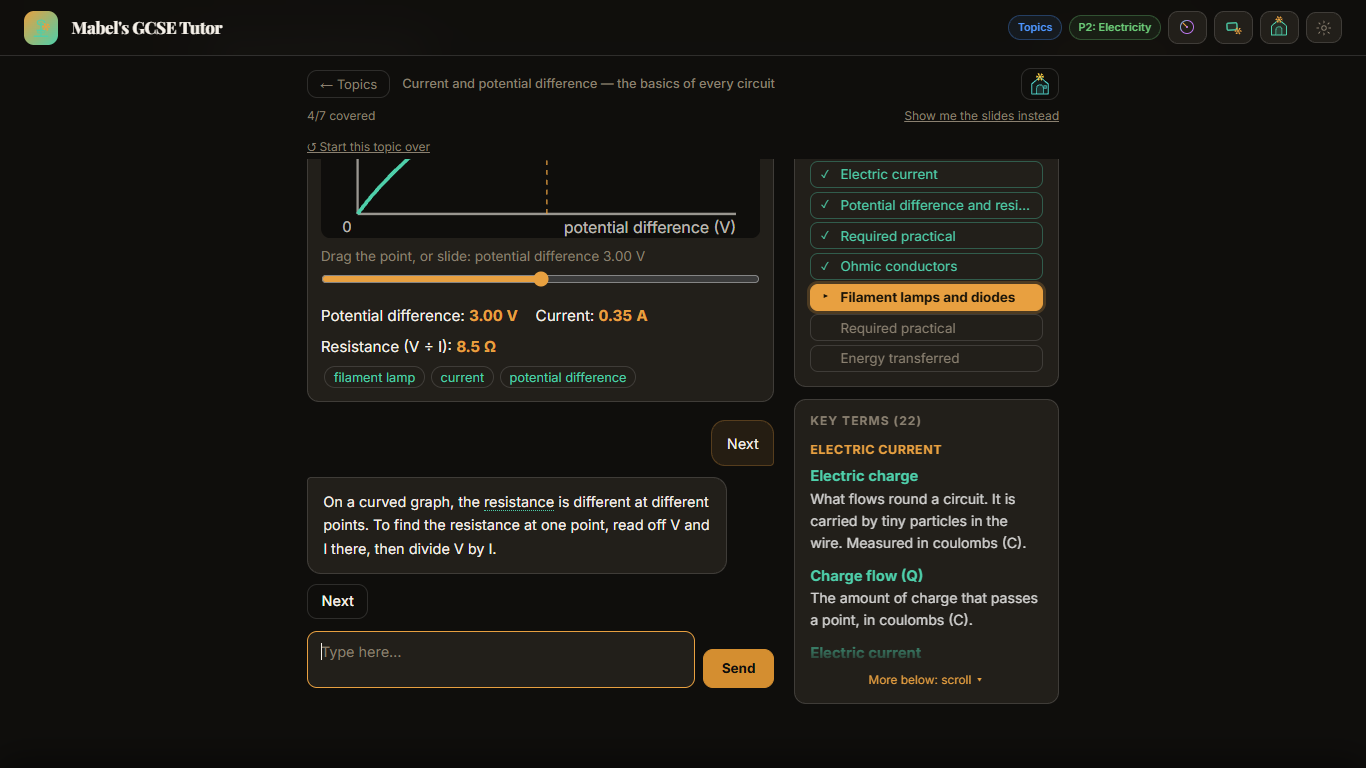 Mabel's GCSE Tutor
Topics
P2: Electricity
← Topics
Current and potential difference — the basics of every circuit
4/7 covered
Show me the slides instead
↺ Start this topic over
0
potential difference (V)
Drag the point, or slide: potential difference 3.00 V
Potential difference: 3.00 V Current: 0.35 A
Resistance (V ÷ I): 8.5 Ω
filament lamp
current
potential difference
Next
On a curved graph, the resistance is different at different
points. To find the resistance at one point, read off V and
I there, then divide V by I.
Next
Type here...
Send
✓ Electric current
✓ Potential difference and resi...
✓ Required practical
✓ Ohmic conductors
‣ Filament lamps and diodes
Required practical
Energy transferred
KEY TERMS (22)
ELECTRIC CURRENT
Electric charge
What flows round a circuit. It is
carried by tiny particles in the
wire. Measured in coulombs (C).
Charge flow (Q)
The amount of charge that passes
a point, in coulombs (C).
Electric current
More below: scroll ▾